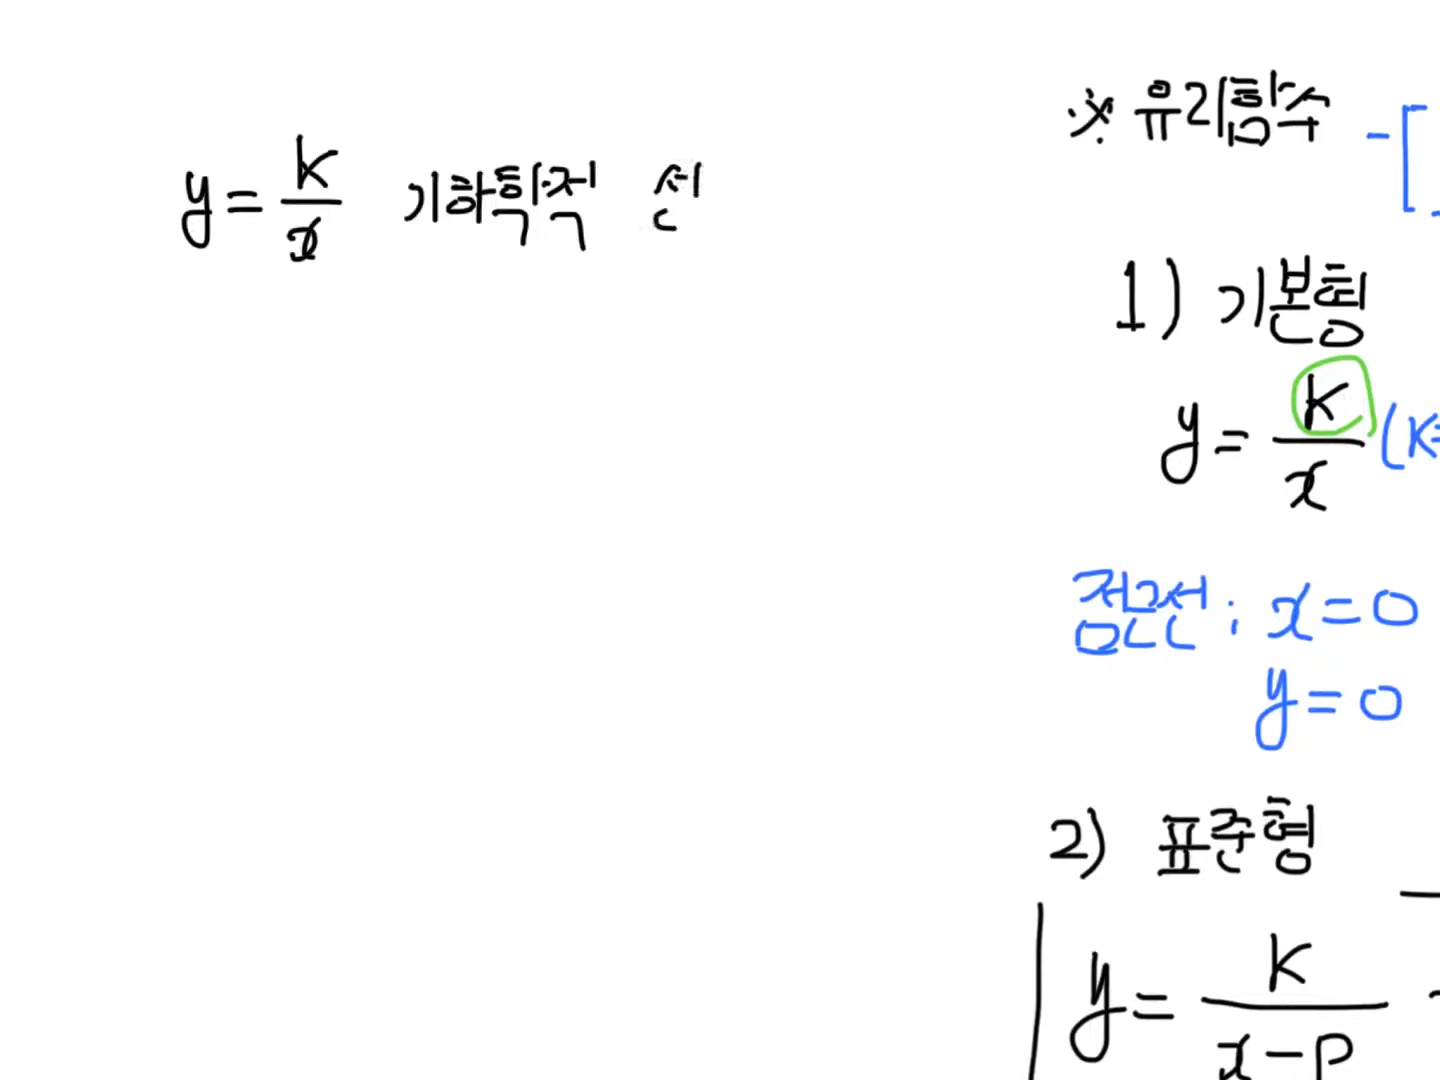 y = k/x 기하학적 선
※ 유리함수 - [
1) 기본형
y = k/x (k=
점근선 : x = 0
y = 0
2) 표준형
y = k/(x-p)